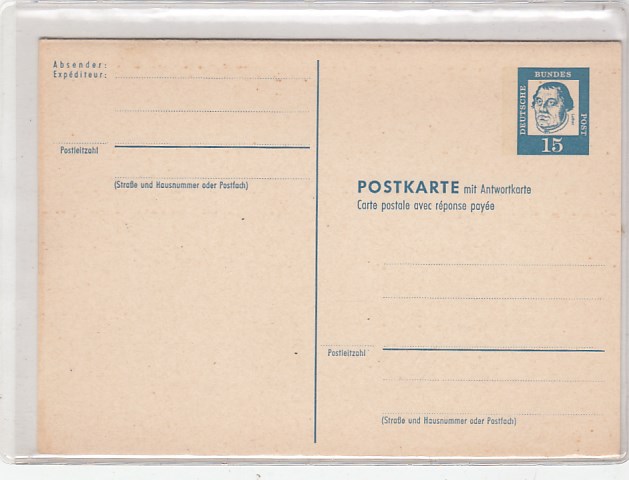 Absender:
Expéditeur:
Postleitzahl
(Straße und Hausnummer oder Postfach)
DEUTSCHE
BUNDES
POST
15
POSTKARTE mit Antwortkarte
Carte postale avec réponse payée
Postleitzahl
(Straße und Hausnummer oder Postfach)